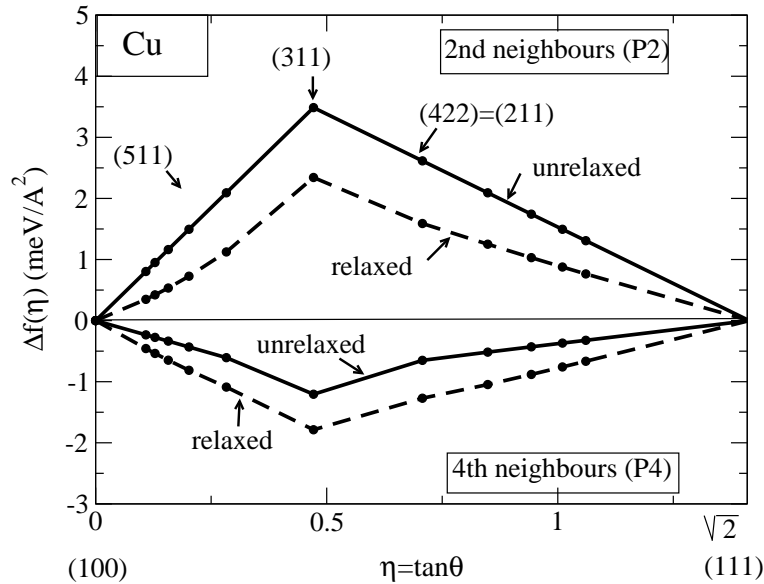 Cu
2nd neighbours (P2)
(311)
(422)=(211)
(511)
unrelaxed
relaxed
unrelaxed
relaxed
4th neighbours (P4)
Δf(η) (meV/A²)
5
4
3
2
1
0
-1
-2
-3
0
0.5
1
√2
(100)
η=tanθ
(111)